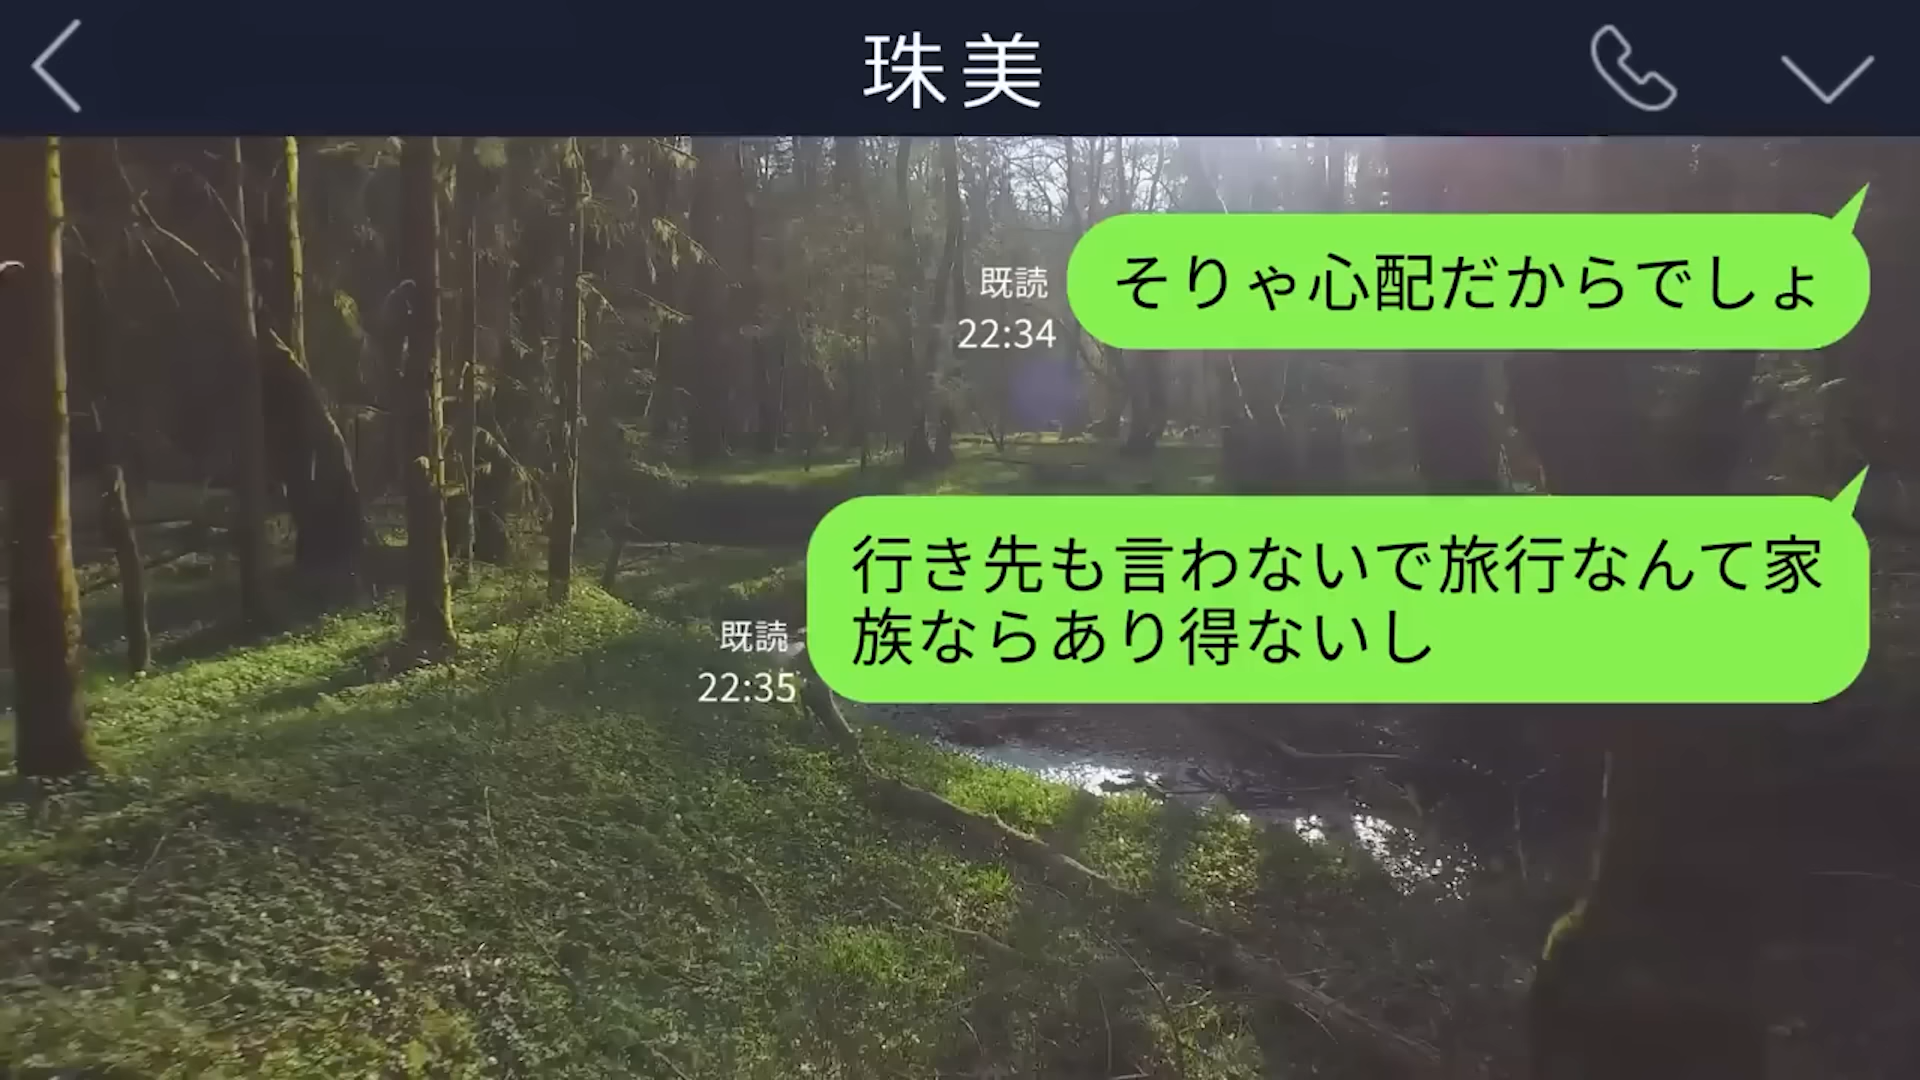 珠美
そりゃ心配だからでしょ
既読
22:34
行き先も言わないで旅行なんて家
族ならあり得ないし
既読
22:35